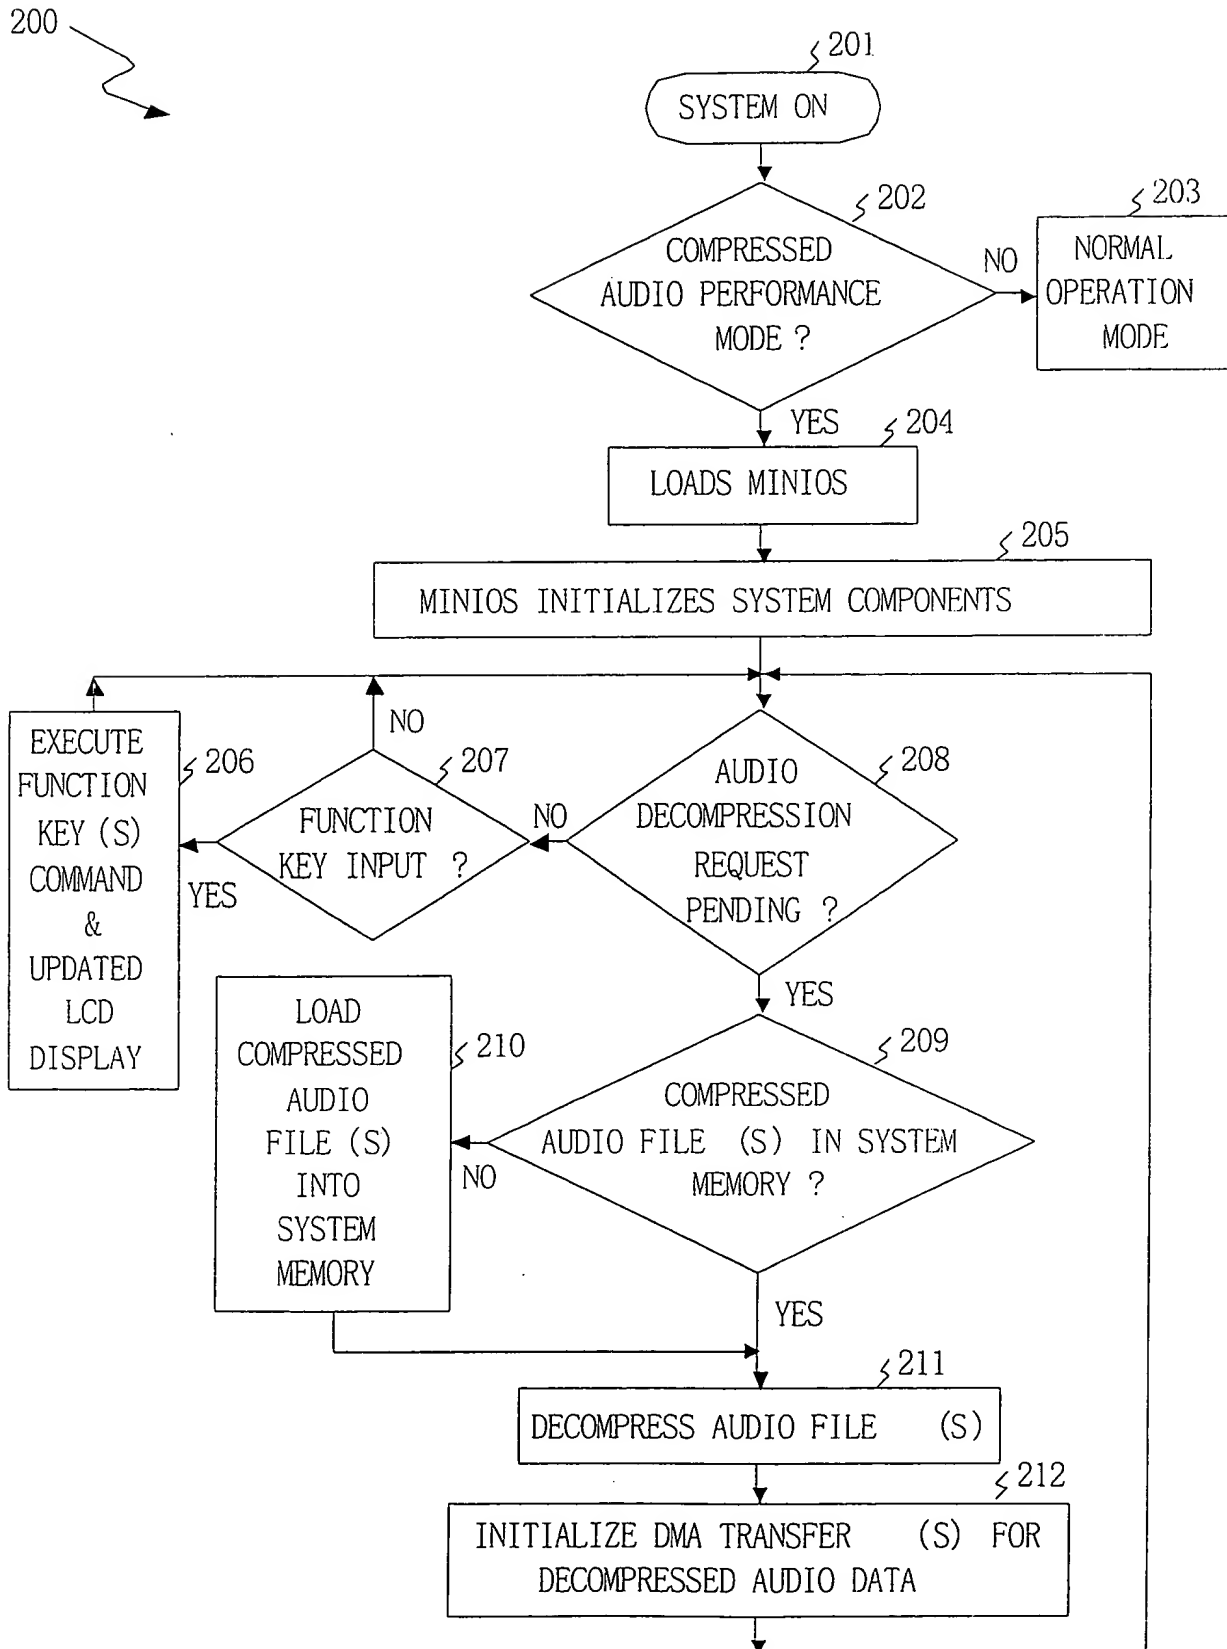 200
201
SYSTEM ON
202
COMPRESSED
AUDIO PERFORMANCE
MODE ?
NO
203
NORMAL
OPERATION
MODE
YES
204
LOADS MINIOS
205
MINIOS INITIALIZES SYSTEM COMPONENTS
EXECUTE
FUNCTION
KEY (S)
COMMAND
&
UPDATED
LCD
DISPLAY
206
NO
207
FUNCTION
KEY INPUT ?
YES
NO
208
AUDIO
DECOMPRESSION
REQUEST
PENDING ?
YES
209
COMPRESSED
AUDIO FILE (S) IN SYSTEM
MEMORY ?
NO
210
LOAD
COMPRESSED
AUDIO
FILE (S)
INTO
SYSTEM
MEMORY
YES
211
DECOMPRESS AUDIO FILE (S)
212
INITIALIZE DMA TRANSFER (S) FOR
DECOMPRESSED AUDIO DATA